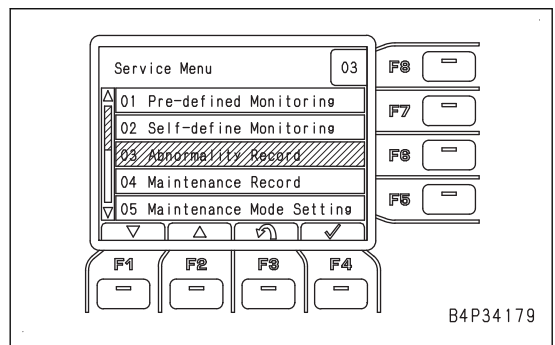 Service Menu 03
01 Pre-defined Monitoring
02 Self-define Monitoring
03 Abnormality Record
04 Maintenance Record
05 Maintenance Mode Setting
F8
F7
F6
F5
F1 F2 F3 F4
B4P34179